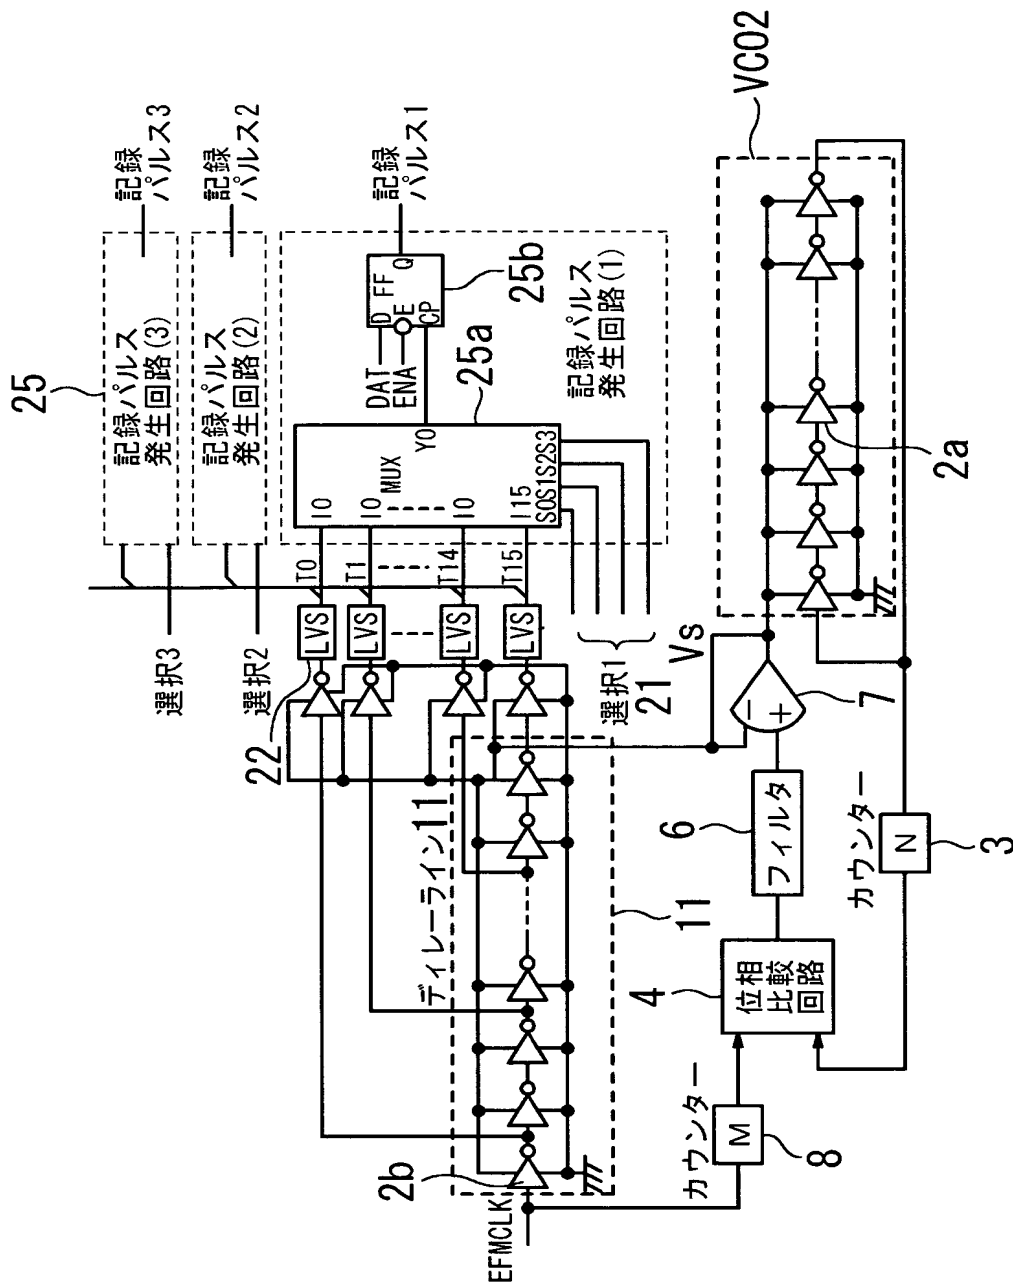 25
記録パルス
発生回路(3)
記録
パルス3
選択3
記録パルス
発生回路(2)
記録
パルス2
選択2
22
LVS
LVS
LVS
LVS
T0
T1
T14
T15
I0
I0
I0
I15
MUX
Y0
S0S1S2S3
25a
DAT
ENA
D
E
CP
FF
Q
25b
記録
パルス1
記録パルス
発生回路(1)
選択1
21
ディレーライン11
2b
EFMCLK
11
カウンター
M
8
4
位相
比較
回路
6
フィルタ
Vs
7
カウンター
N
3
VCO2
2a